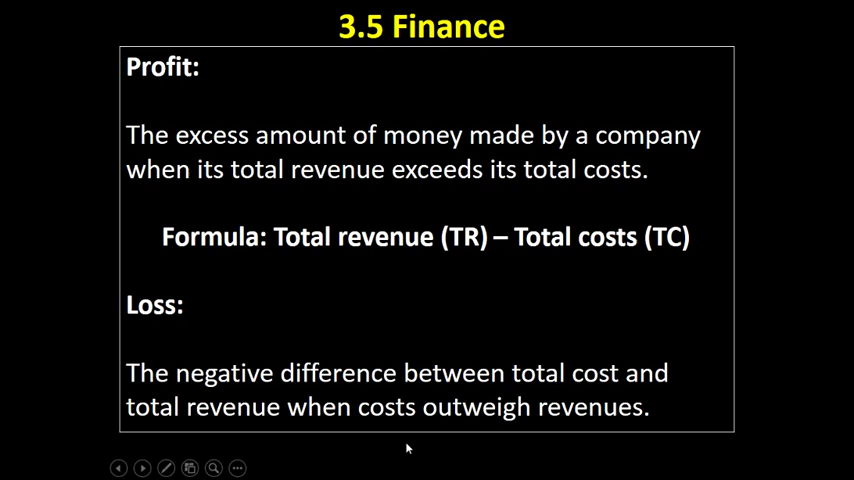 3.5 Finance
Profit:
The excess amount of money made by a company
when its total revenue exceeds its total costs.
Formula: Total revenue (TR) – Total costs (TC)
Loss:
The negative difference between total cost and
total revenue when costs outweigh revenues.